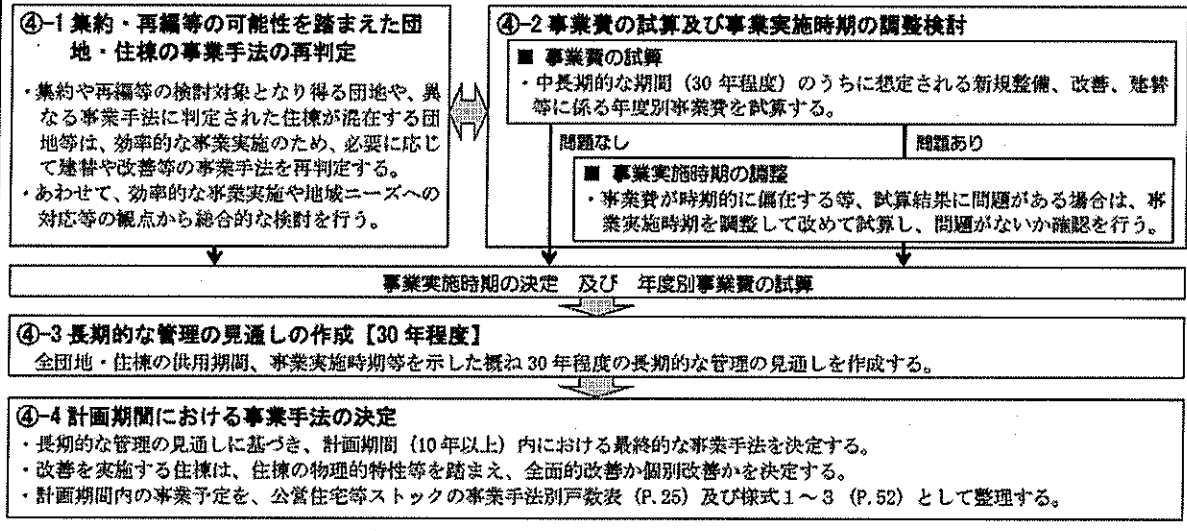 ④-1 集約・再編等の可能性を踏まえた団
地・住棟の事業手法の再判定
・集約や再編等の検討対象となり得る団地や、異
なる事業手法に判定された住棟が混在する団
地等は、効率的な事業実施のため、必要に応じ
て建替や改善等の事業手法を再判定する。
・あわせて、効率的な事業実施や地域ニーズへの
対応等の観点から総合的な検討を行う。
④-2 事業費の試算及び事業実施時期の調整検討
■ 事業費の試算
・中長期的な期間（30 年程度）のうちに想定される新規整備、改善、建替
等に係る年度別事業費を試算する。
問題なし
問題あり
■ 事業実施時期の調整
・事業費が時期的に偏在する等、試算結果に問題がある場合は、事
業実施時期を調整して改めて試算し、問題がないか確認を行う。
事業実施時期の決定 及び 年度別事業費の試算
④-3 長期的な管理の見通しの作成【30 年程度】
全団地・住棟の供用期間、事業実施時期等を示した概ね 30 年程度の長期的な管理の見通しを作成する。
④-4 計画期間における事業手法の決定
・長期的な管理の見通しに基づき、計画期間（10 年以上）内における最終的な事業手法を決定する。
・改善を実施する住棟は、住棟の物理的特性等を踏まえ、全面的改善か個別改善かを決定する。
・計画期間内の事業予定を、公営住宅等ストックの事業手法別戸数表（P.25）及び様式１～３（P.52）として整理する。